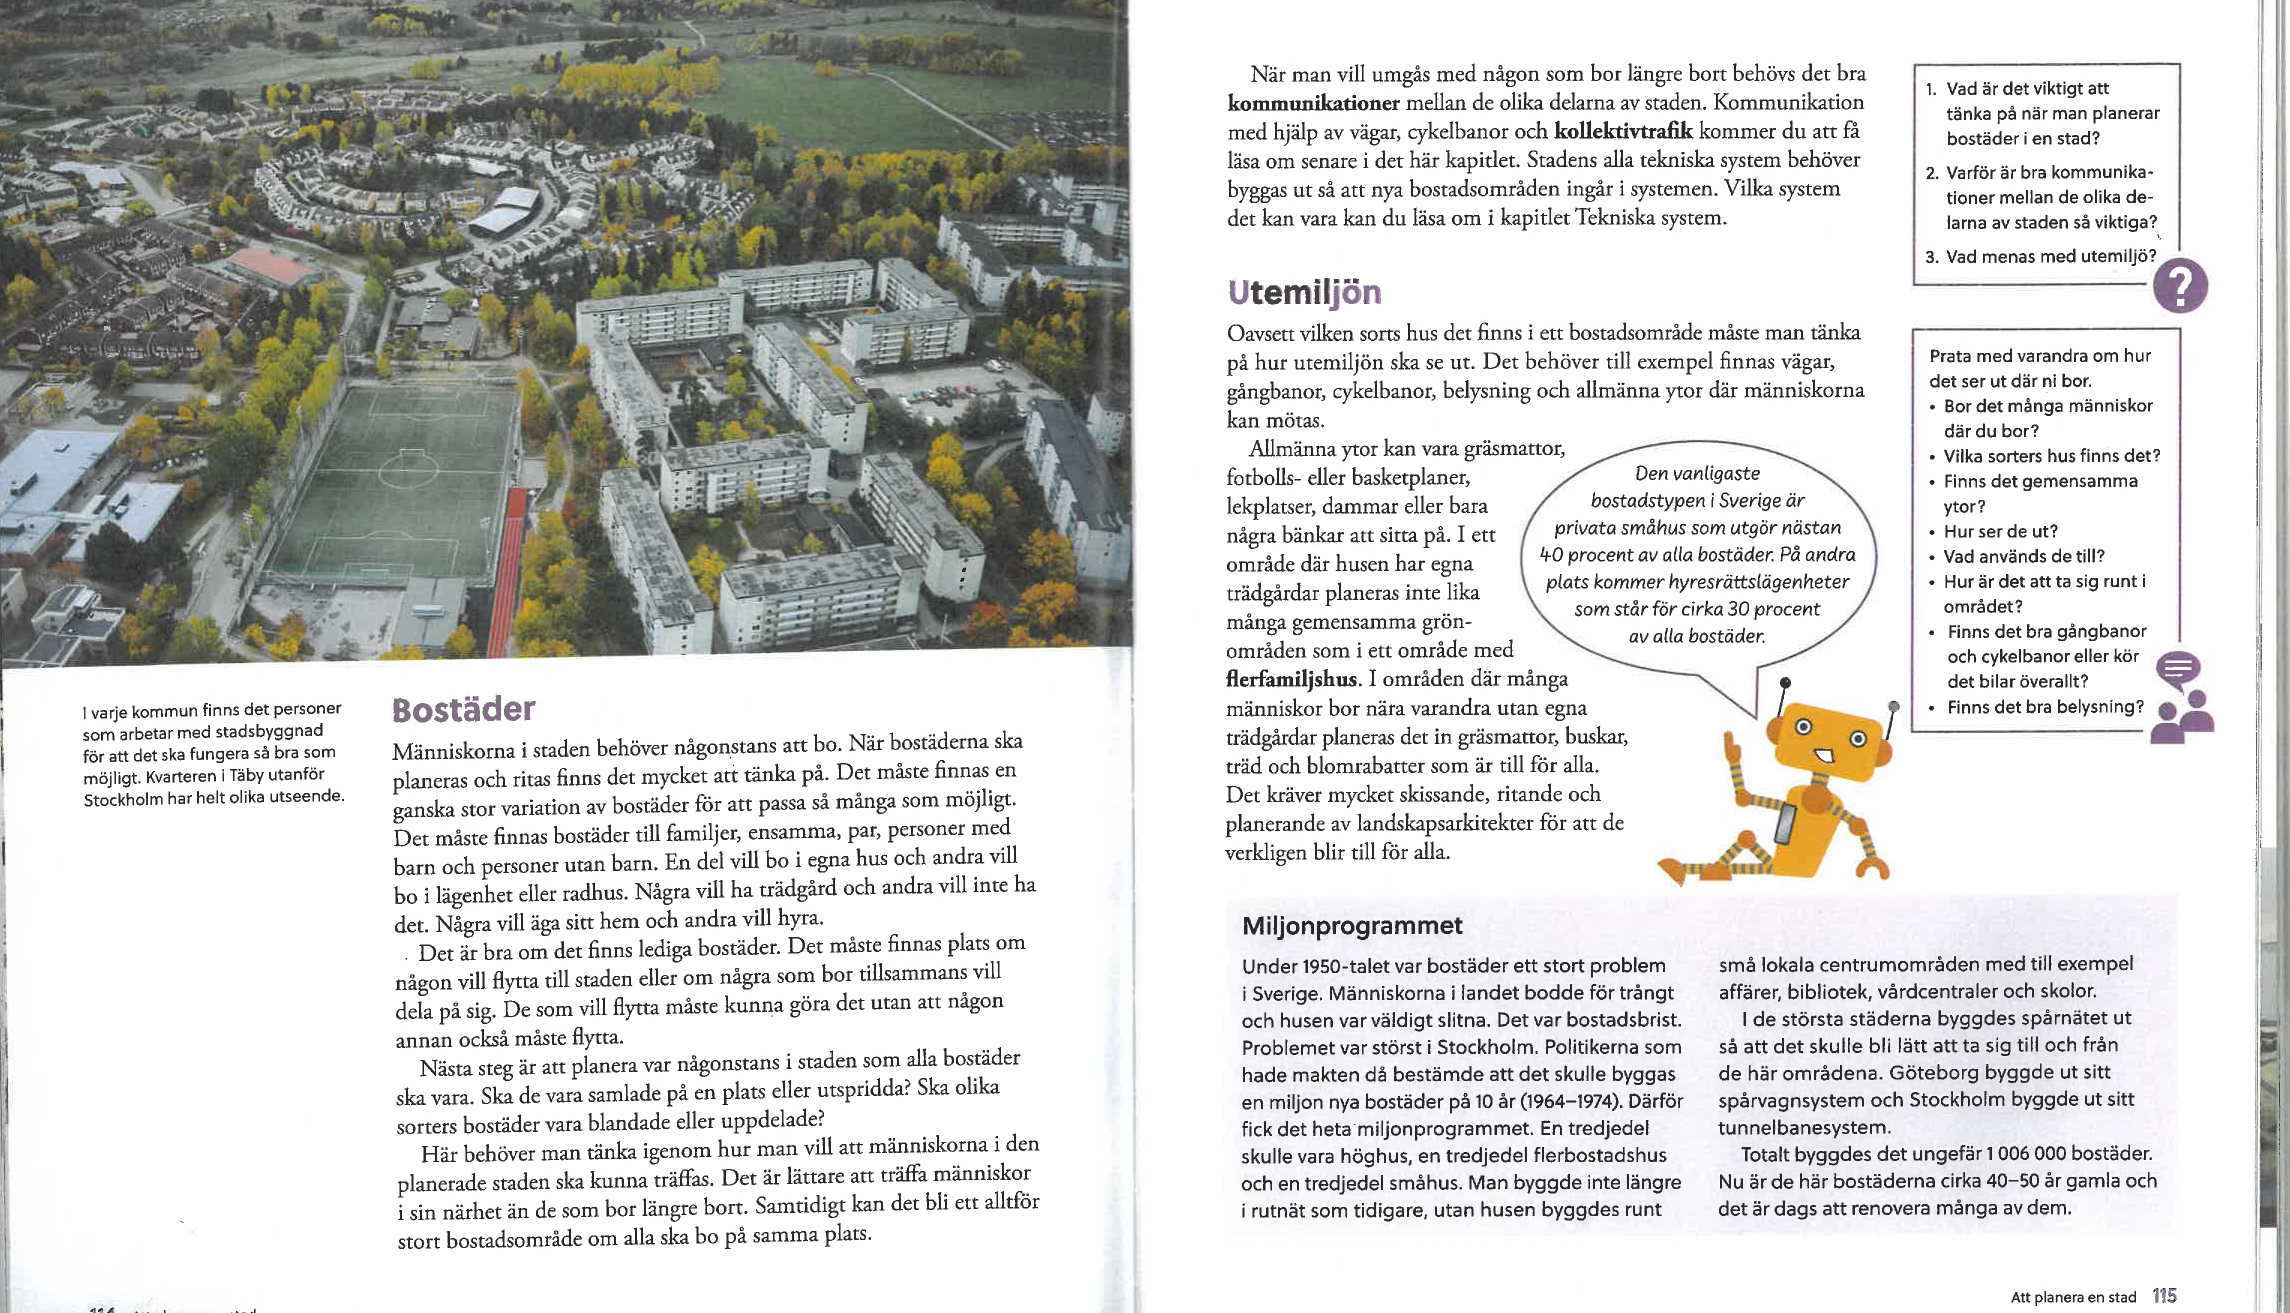 I varje kommun finns det personer
som arbetar med stadsbyggnad
för att det ska fungera så bra som
möjligt. Kvarteren i Täby utanför
Stockholm har helt olika utseende.
Bostäder
Människorna i staden behöver någonstans att bo. När bostäderna ska
planeras och ritas finns det mycket att tänka på. Det måste finnas en
ganska stor variation av bostäder för att passa så många som möjligt.
Det måste finnas bostäder till familjer, ensamma, par, personer med
barn och personer utan barn. En del vill bo i egna hus och andra vill
bo i lägenhet eller radhus. Några vill ha trädgård och andra vill inte ha
det. Några vill äga sitt hem och andra vill hyra.
Det är bra om det finns lediga bostäder. Det måste finnas plats om
någon vill flytta till staden eller om några som bor tillsammans vill
dela på sig. De som vill flytta måste kunna göra det utan att någon
annan också måste flytta.
Nästa steg är att planera var någonstans i staden som alla bostäder
ska vara. Ska de vara samlade på en plats eller utspridda? Ska olika
sorters bostäder vara blandade eller uppdelade?
Här behöver man tänka igenom hur man vill att människorna i den
planerade staden ska kunna träffas. Det är lättare att träffa människor
i sin närhet än de som bor längre bort. Samtidigt kan det bli ett alltför
stort bostadsområde om alla ska bo på samma plats.
När man vill umgås med någon som bor längre bort behövs det bra
kommunikationer mellan de olika delarna av staden. Kommunikation
med hjälp av vägar, cykelbanor och kollektivtrafik kommer du att få
läsa om senare i det här kapitlet. Stadens alla tekniska system behöver
byggas ut så att nya bostadsområden ingår i systemen. Vilka system
det kan vara kan du läsa om i kapitlet Tekniska system.
Utemiljön
Oavsett vilken sorts hus det finns i ett bostadsområde måste man tänka
på hur utemiljön ska se ut. Det behöver till exempel finnas vägar,
gångbanor, cykelbanor, belysning och allmänna ytor där människorna
kan mötas.
Allmänna ytor kan vara gräsmattor,
fotbolls- eller basketplaner,
lekplatser, dammar eller bara
några bänkar att sitta på. I ett
område där husen har egna
trädgårdar planeras inte lika
många gemensamma grön-
områden som i ett område med
flerfamiljshus. I områden där många
människor bor nära varandra utan egna
trädgårdar planeras det in gräsmattor, buskar,
träd och blomrabatter som är till för alla.
Det kräver mycket skissande, ritande och
planerande av landskapsarkitekter för att de
verkligen blir till för alla.
Den vanligaste
bostadstypen i Sverige är
privata småhus som utgör nästan
40 procent av alla bostäder. På andra
plats kommer hyresrättslägenheter
som står för cirka 30 procent
av alla bostäder.
1. Vad är det viktigt att
tänka på när man planerar
bostäder i en stad?
2. Varför är bra kommunika-
tioner mellan de olika de-
larna av staden så viktiga?
3. Vad menas med utemiljö?
?
Prata med varandra om hur
det ser ut där ni bor.
• Bor det många människor
där du bor?
• Vilka sorters hus finns det?
• Finns det gemensamma
ytor?
• Hur ser de ut?
• Vad används de till?
• Hur är det att ta sig runt i
området?
• Finns det bra gångbanor
och cykelbanor eller kör
det bilar överallt?
• Finns det bra belysning?
Miljonprogrammet
Under 1950-talet var bostäder ett stort problem
i Sverige. Människorna i landet bodde för trångt
och husen var väldigt slitna. Det var bostadsbrist.
Problemet var störst i Stockholm. Politikerna som
hade makten då bestämde att det skulle byggas
en miljon nya bostäder på 10 år (1964–1974). Därför
fick det heta miljonprogrammet. En tredjedel
skulle vara höghus, en tredjedel flerbostadshus
och en tredjedel småhus. Man byggde inte längre
i rutnät som tidigare, utan husen byggdes runt
små lokala centrumområden med till exempel
affärer, bibliotek, vårdcentraler och skolor.
I de största städerna byggdes spårnätet ut
så att det skulle bli lätt att ta sig till och från
de här områdena. Göteborg byggde ut sitt
spårvagnsystem och Stockholm byggde ut sitt
tunnelbanesystem.
Totalt byggdes det ungefär 1 006 000 bostäder.
Nu är de här bostäderna cirka 40–50 år gamla och
det är dags att renovera många av dem.
Att planera en stad 115